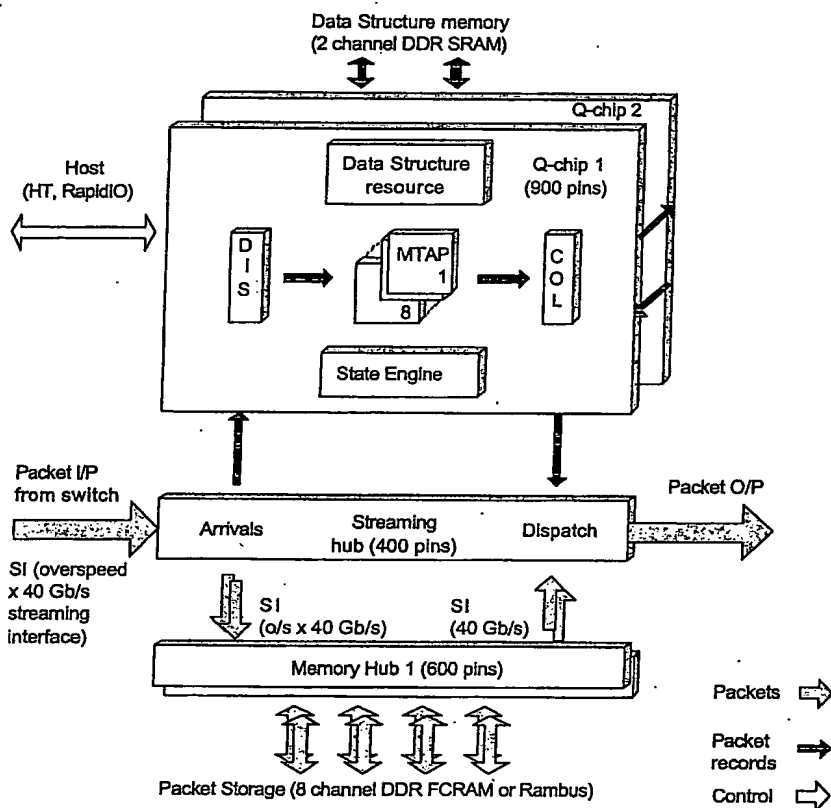 Data Structure memory
(2 channel DDR SRAM)
Q-chip 2
Host
(HT, RapidIO)
Data Structure
resource
Q-chip 1
(900 pins)
D
I
S
MTAP
1
8
C
O
L
State Engine
Packet I/P
from switch
Packet O/P
Arrivals
Streaming
hub (400 pins)
Dispatch
SI (overspeed
x 40 Gb/s
streaming
interface)
SI
(o/s x 40 Gb/s)
SI
(40 Gb/s)
Memory Hub 1 (600 pins)
Packets
Packet
records
Control
Packet Storage (8 channel DDR FCRAM or Rambus)